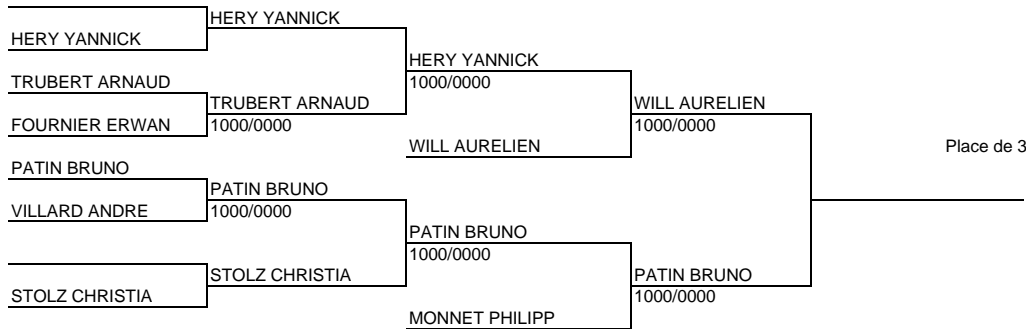 HERY YANNICK
HERY YANNICK
HERY YANNICK
1000/0000
TRUBERT ARNAUD
TRUBERT ARNAUD
1000/0000
FOURNIER ERWAN
WILL AURELIEN
1000/0000
WILL AURELIEN
Place de 3
PATIN BRUNO
PATIN BRUNO
1000/0000
VILLARD ANDRE
PATIN BRUNO
1000/0000
STOLZ CHRISTIA
STOLZ CHRISTIA
PATIN BRUNO
1000/0000
MONNET PHILIPP